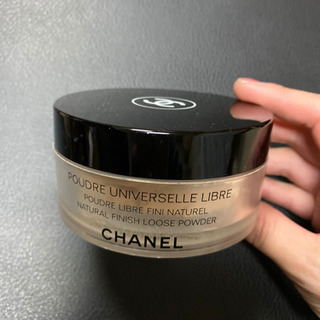 POUDRE UNIVERSELLE LIBRE
POUDRE LIBRE FINI NATUREL
NATURAL FINISH LOOSE POWDER
CHANEL